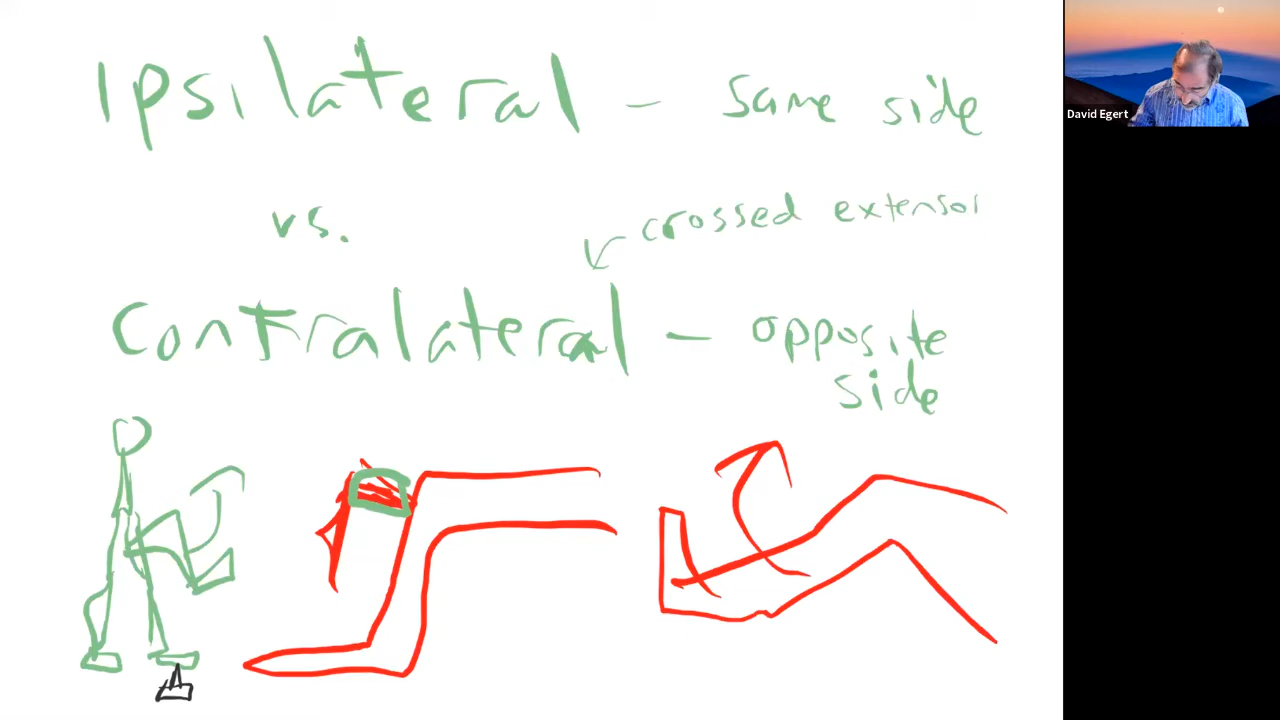 Ipsilateral – same side
vs.
crossed extensor
contralateral – opposite
side
David Egert